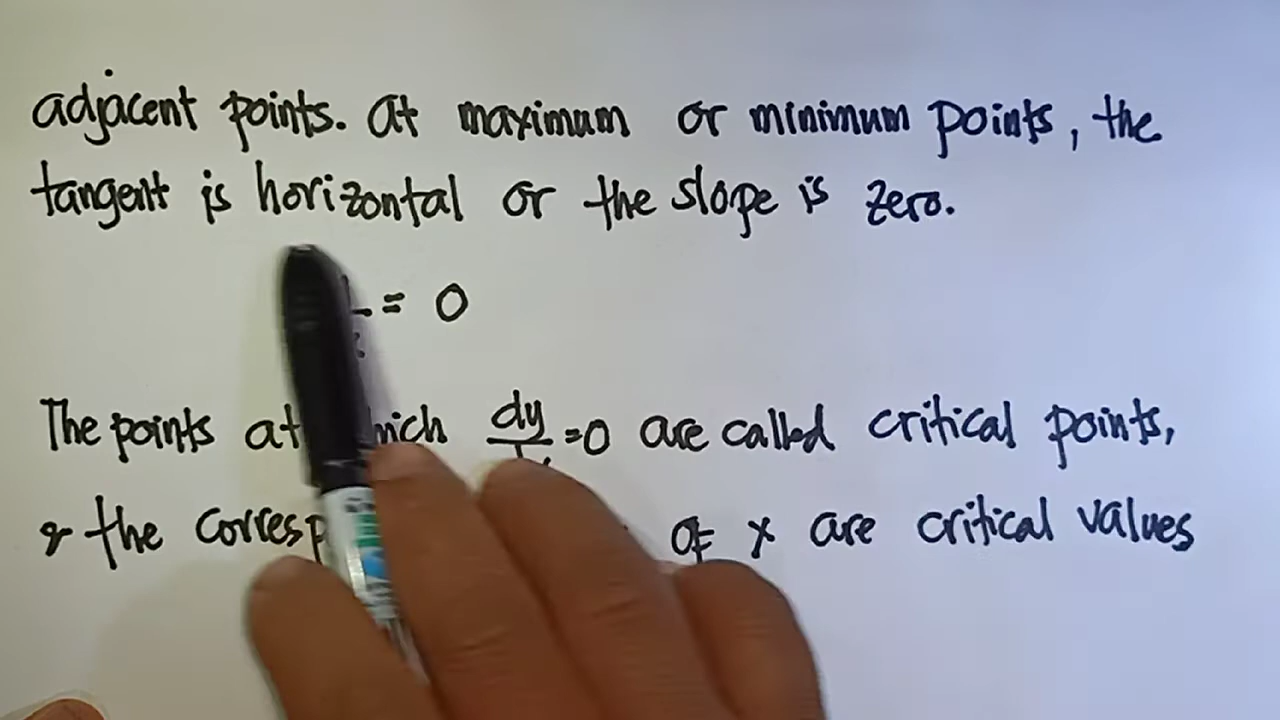 adjacent points. At maximum or minimum points, the
tangent is horizontal or the slope is zero.
= 0
The points at which dy/dx =0 are called critical points,
& the of x are critical values